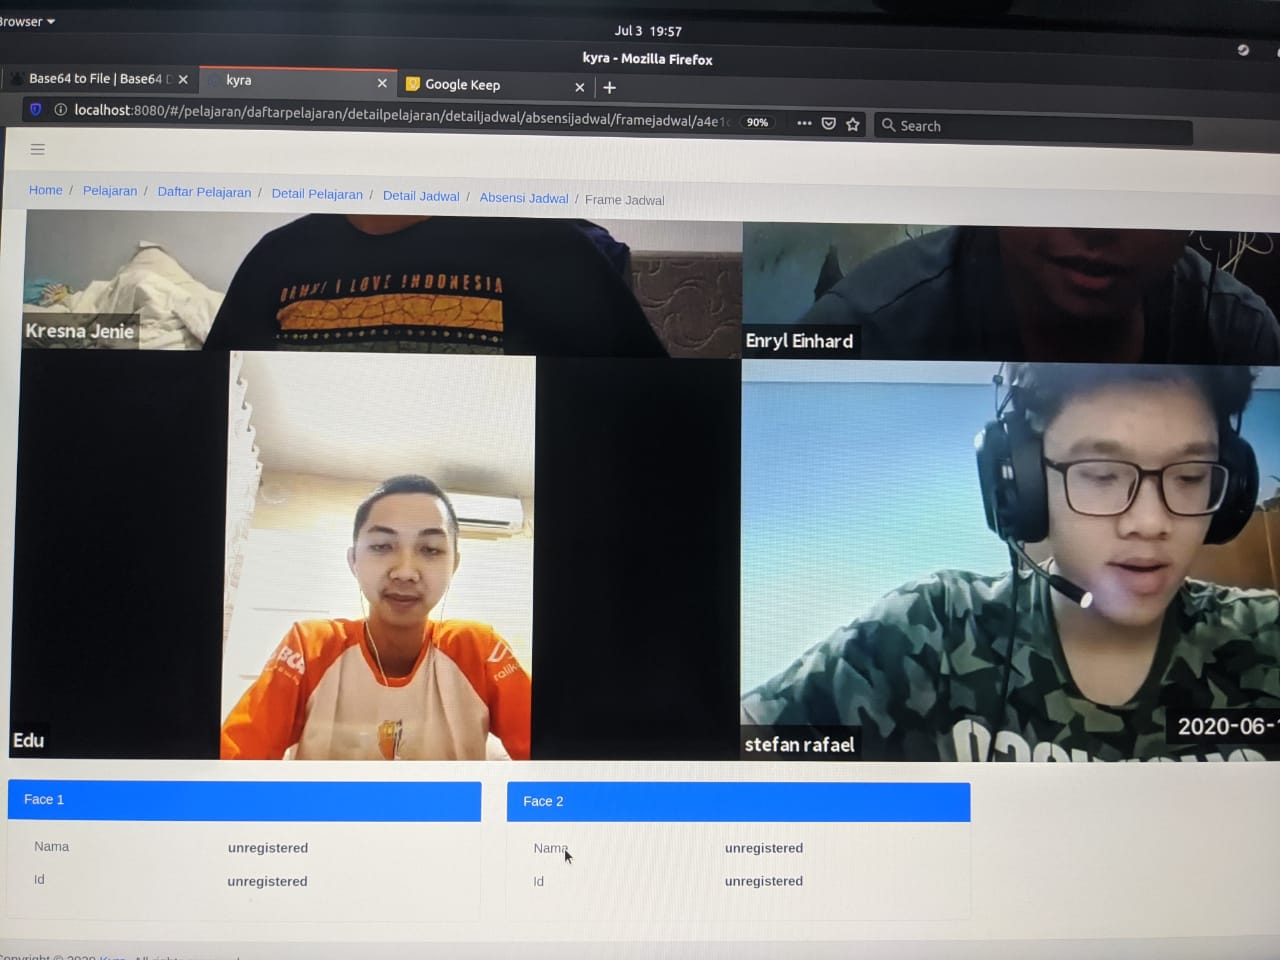 Browser
Jul 3 19:57
kyra - Mozilla Firefox
Base64 to File | Base64
kyra
Google Keep
localhost:8080/#/pelajaran/daftarpelajaran/detailpelajaran/detailjadwal/absensijadwal/framejadwal/a4e1
90%
Search
Home / Pelajaran / Daftar Pelajaran / Detail Pelajaran / Detail Jadwal / Absensi Jadwal / Frame Jadwal
DAMN! I LOVE INDONESIA
Kresna Jenie
Enryl Einhard
BCA
Edu
stefan rafael
2020-06-
Face 1
Face 2
Nama unregistered
Nama unregistered
Id unregistered
Id unregistered